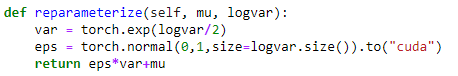 def reparameterize(self, mu, logvar):
    var = torch.exp(logvar/2)
    eps = torch.normal(0,1,size=logvar.size()).to("cuda")
    return eps*var+mu